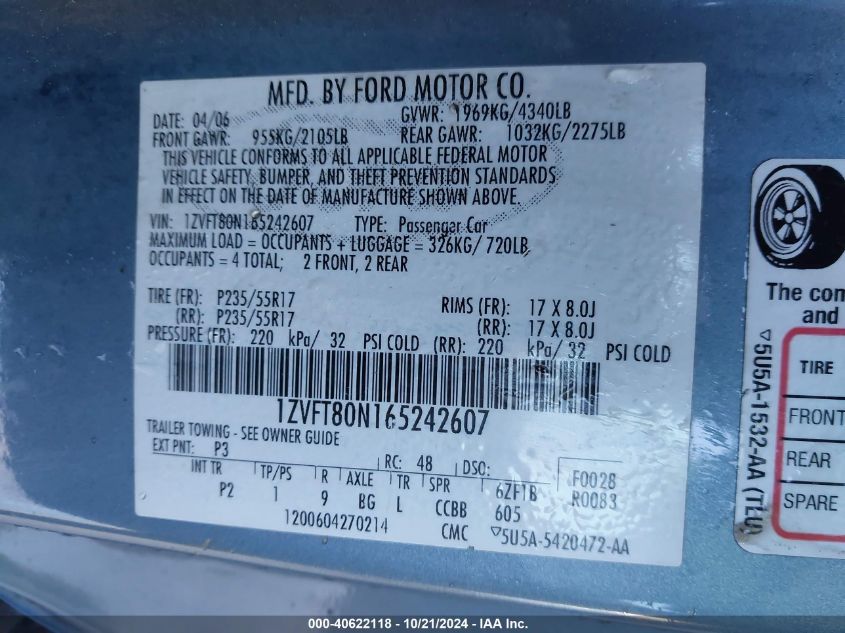 MFD. BY FORD MOTOR CO.
DATE: 04/06 GVWR: 1969KG/4340LB
FRONT GAWR: 955KG/2105LB REAR GAWR: 1032KG/2275LB
THIS VEHICLE CONFORMS TO ALL APPLICABLE FEDERAL MOTOR
VEHICLE SAFETY, BUMPER, AND THEFT PREVENTION STANDARDS
IN EFFECT ON THE DATE OF MANUFACTURE SHOWN ABOVE.
VIN: 1ZVFT80N165242607 TYPE: Passenger Car
MAXIMUM LOAD = OCCUPANTS + LUGGAGE = 326KG/ 720LB
OCCUPANTS = 4 TOTAL; 2 FRONT, 2 REAR
TIRE (FR): P235/55R17 RIMS (FR): 17 X 8.0J
(RR): P235/55R17 (RR): 17 X 8.0J
PRESSURE (FR): 220 kPa/ 32 PSI COLD (RR): 220 kPa/ 32 PSI COLD
1ZVFT80N165242607
TRAILER TOWING - SEE OWNER GUIDE
EXT PNT: P3 RC: 48 DSO: F0028
INT TR TP/PS R AXLE TR SPR 6ZF1B R0083
P2 1 9 BG L CCBB 605
1200604270214 CMC ▽5U5A-5420472-AA
The com
and
▽5U5A-1532-AA (TEU)
TIRE
FRONT
REAR
SPARE
000-40622118 - 10/21/2024 - IAA Inc.